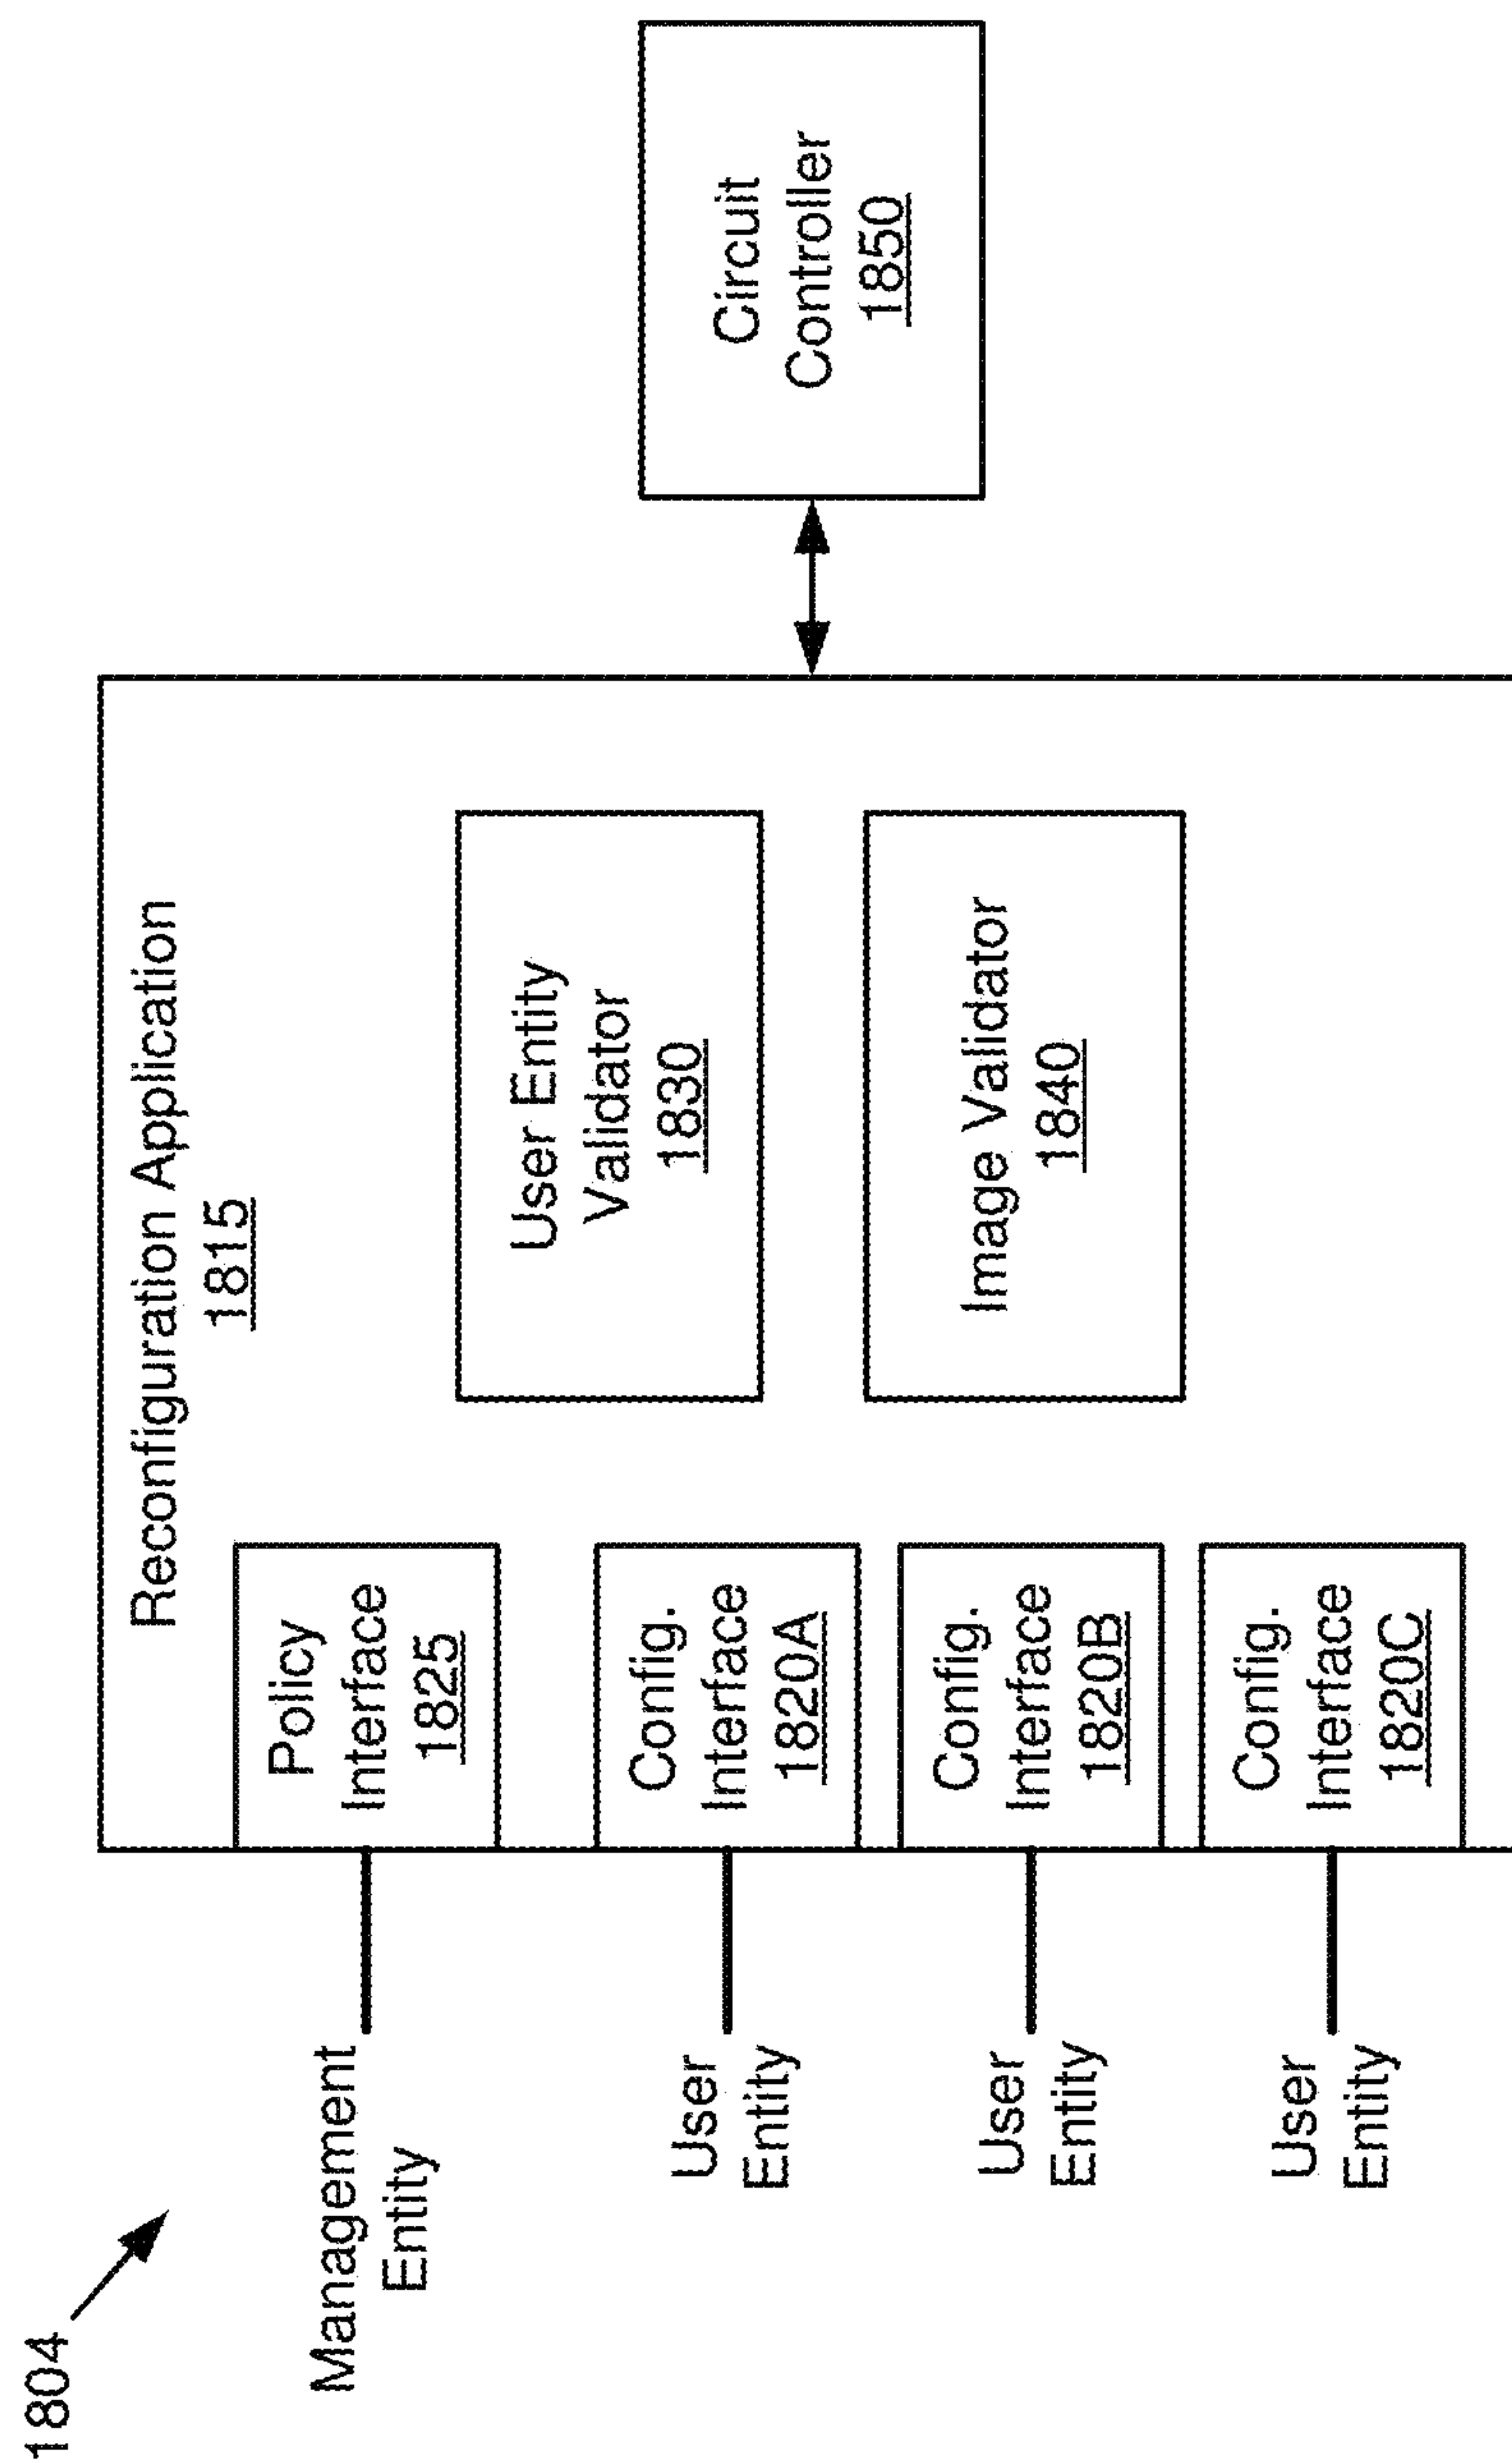 1804
Reconfiguration Application
1815
Management
Entity
Policy
Interface
1825
User
Entity
Config.
Interface
1820A
User
Entity
Config.
Interface
1820B
User
Entity
Config.
Interface
1820C
User Entity
Validator
1830
Image Validator
1840
Circuit
Controller
1850